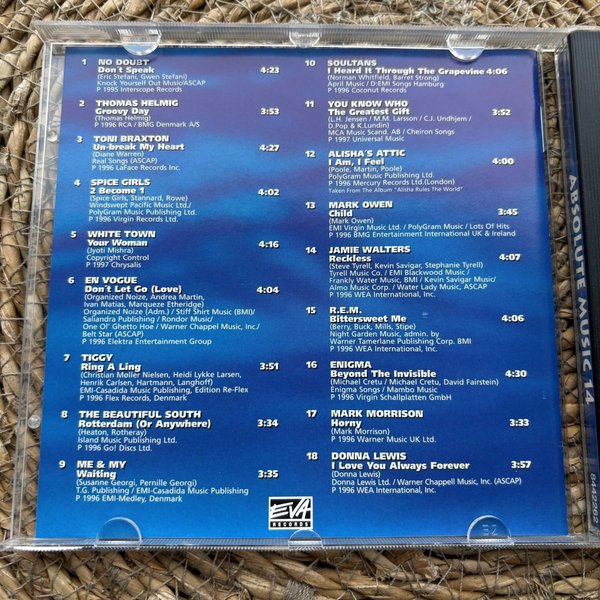 1 NO DOUBT
Don't Speak 4:23
(Eric Stefani, Gwen Stefani)
Knock Yourself Out Music/ASCAP
P 1995 Interscope Records
2 THOMAS HELMIG
Groovy Day 3:53
(Thomas Helmig)
P 1996 RCA / BMG Denmark A/S
3 TONI BRAXTON
Un-break My Heart 4:27
(Diane Warren)
Real Songs (ASCAP)
P 1996 LaFace Records Inc.
4 SPICE GIRLS
2 Become 1 4:02
(Spice Girls, Stannard, Rowe)
Windswept Pacific Music Ltd./
PolyGram Music Publishing Ltd.
P 1996 Virgin Records Ltd.
5 WHITE TOWN
Your Woman 4:16
(Jyoti Mishra)
Copyright Control
P 1997 Chrysalis
6 EN VOGUE
Don't Let Go (Love) 4:04
(Organized Noize, Andrea Martin,
Ivan Matias, Marqueze Etheridge)
Organized Noize (Adm.) / Stiff Shirt Music (BMI)/
Sailandra Publishing / Rondor Music/
One Ol' Ghetto Hoe / Warner Chappel Music, Inc./
Belt Star (ASCAP)
P 1996 Elektra Entertainment Group
7 TIGGY
Ring A Ling 3:51
(Christian Møller Nielsen, Heidi Lykke Larsen,
Henrik Carlsen, Hartmann, Langhoff)
EMI-Casadida Music Publishing, Edition Re-Flex
P 1996 Flex Records, Denmark
8 THE BEAUTIFUL SOUTH
Rotterdam (Or Anywhere) 3:34
(Heaton, Rotheray)
Island Music Publishing Ltd.
P 1996 Go! Discs Ltd.
9 ME & MY
Waiting 3:35
(Susanne Georgi, Pernille Georgi)
T.G. Publishing / EMI-Casadida Music Publishing
P 1996 EMI-Medley, Denmark
10 SOULTANS
I Heard It Through The Grapevine 4:06
(Norman Whitfield, Barret Strong)
April Music / D:EMI Songs Hamburg
P 1996 Coconut Records
11 YOU KNOW WHO
The Greatest Gift 3:52
(L.H. Jensen / M.M. Larsson / C.J. Undhjem /
D.Pop & K.Lundin)
MCA Music Scand. AB / Cheiron Songs
P 1997 Universal Music
12 ALISHA'S ATTIC
I Am, I Feel 4:00
(Poole, Martin, Poole)
PolyGram Music Publishing Ltd.
P 1996 Mercury Records Ltd.(London)
Taken From The Album "Alisha Rules The World"
13 MARK OWEN
Child 3:45
(Mark Owen)
EMI Virgin Music Ltd. / PolyGram Music / Lots Of Hits
P 1996 BMG Entertainment International UK & Ireland
14 JAMIE WALTERS
Reckless 4:07
(Steve Tyrell, Kevin Savigar, Stephanie Tyrell)
Tyrell Music Co. / EMI Blackwood Music /
Frankly Water Music, BMI / Kevin Savigar Music/
Almo Music Corp. / Water Lady Music, ASCAP
P 1996 WEA International, Inc.
15 R.E.M.
Bittersweet Me 4:06
(Berry, Buck, Mills, Stipe)
Night Garden Music, admin. by
Warner Tamerlane Publishing Corp. BMI
P 1996 WEA International, Inc.
16 ENIGMA
Beyond The Invisible 4:30
(Michael Cretu / Michael Cretu, David Fairstein)
Enigma Songs / Mambo Music
P 1996 Virgin Schallplatten GmbH
17 MARK MORRISON
Horny 3:33
(Mark Morrison)
P 1996 Warner Music UK Ltd.
18 DONNA LEWIS
I Love You Always Forever 3:57
(Donna Lewis)
Donna Lewis Ltd / Warner Chappell Music, Inc. (ASCAP)
P 1996 WEA International, Inc.
EVA
RECORDS
ABSOLUTE MUSIC 14